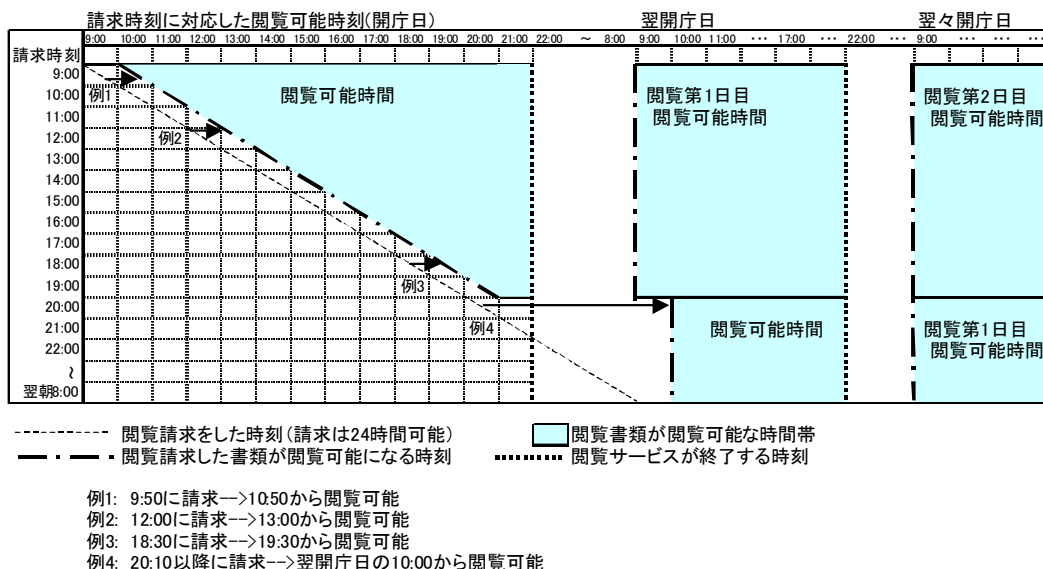 請求時刻に対応した閲覧可能時刻(開庁日) 翌開庁日 翌々開庁日
9:00 10:00 11:00 12:00 13:00 14:00 15:00 16:00 17:00 18:00 19:00 20:00 21:00 22:00 ～ 8:00 9:00 10:00 11:00 … 17:00 … 22:00 … 9:00 … … …
請求時刻
9:00
10:00
11:00
12:00
13:00
14:00
15:00
16:00
17:00
18:00
19:00
20:00
21:00
22:00
～
翌朝8:00
例1
例2
例3
例4
閲覧可能時間
閲覧第1日目
閲覧可能時間
閲覧第2日目
閲覧可能時間
閲覧可能時間
閲覧第1日目
閲覧可能時間
閲覧請求をした時刻(請求は24時間可能) 閲覧書類が閲覧可能な時間帯
閲覧請求した書類が閲覧可能になる時刻 閲覧サービスが終了する時刻
例1: 9:50に請求-->10:50から閲覧可能
例2: 12:00に請求-->13:00から閲覧可能
例3: 18:30に請求-->19:30から閲覧可能
例4: 20:10以降に請求-->翌開庁日の10:00から閲覧可能